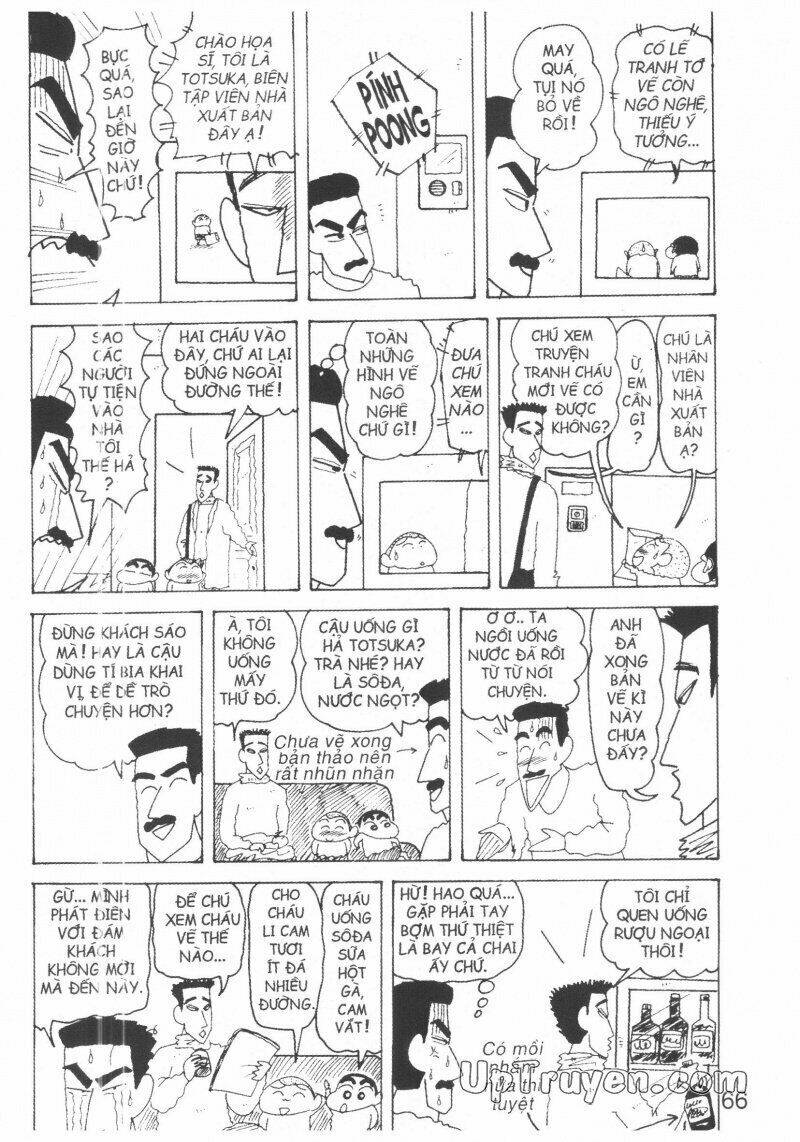 CÓ LẼ
TRANH TỚ
VẼ CÒN
NGÔ NGHÊ,
THIẾU Ý
TƯỞNG...
MAY
QUÁ,
TỤI NÓ
BỎ VỀ
RỒI!
PÍNH
POONG
CHÀO HỌA
SĨ, TÔI LÀ
TOTSUKA, BIÊN
TẬP VIÊN NHÀ
XUẤT BẢN
ĐÂY Ạ!
BỰC
QUÁ,
SAO
LẠI
ĐẾN
GIỜ
NÀY
CHỨ!
CHÚ LÀ
NHÂN
VIÊN
NHÀ
XUẤT
BẢN
Ạ?
Ừ,
EM
CẦN
GÌ
?
CHÚ XEM
TRUYỆN
TRANH CHÁU
MỚI VẼ CÓ
ĐƯỢC
KHÔNG?
ĐƯA
CHÚ
XEM
NÀO
...
TOÀN
NHỮNG
HÌNH VẼ
NGÔ
NGHÊ
CHỨ GÌ!
HAI CHÁU VÀO
ĐÂY, CHỨ AI LẠI
ĐỨNG NGOÀI
ĐƯỜNG THẾ!
SAO
CÁC
NGƯỜI
TỰ TIỆN
VÀO
NHÀ
TÔI
THẾ HẢ
?
ANH
ĐÃ
XONG
BẢN
VẼ KÌ
NÀY
CHƯA
ĐẤY?
Ơ Ơ.. TA
NGỒI UỐNG
NƯỚC ĐÃ RỒI
TỪ TỪ NÓI
CHUYỆN.
CẬU UỐNG GÌ
HẢ TOTSUKA?
TRÀ NHÉ? HAY
LÀ SÔĐA,
NƯỚC NGỌT?
À, TÔI
KHÔNG
UỐNG
MẤY
THỨ ĐÓ.
Chưa vẽ xong
bản thảo nên
rất nhũn nhặn
ĐỪNG KHÁCH SÁO
MÀ! HAY LÀ CẬU
DÙNG TÍ BIA KHAI
VỊ, ĐỂ DỄ TRÒ
CHUYỆN HƠN?
TÔI CHỈ
QUEN UỐNG
RƯỢU NGOẠI
THÔI!
HỪ! HAO QUÁ...
GẶP PHẢI TAY
BỢM THỨ THIỆT
LÀ BAY CẢ CHAI
ẤY CHỨ.
Có mồi
nhắm
nữa thì
tuyệt
CHÁU
UỐNG
SÔĐA
SỮA
HỘT
GÀ,
CAM
VẮT!
CHO
CHÁU
LI CAM
TƯƠI
ÍT ĐÁ
NHIỀU
ĐƯỜNG.
ĐỂ CHÚ
XEM CHÁU
VẼ THẾ
NÀO...
GỪ... MÌNH
PHÁT ĐIÊN
VỚI ĐÁM
KHÁCH
KHÔNG MỜI
MÀ ĐẾN NÀY.
Uptruyen.com
66